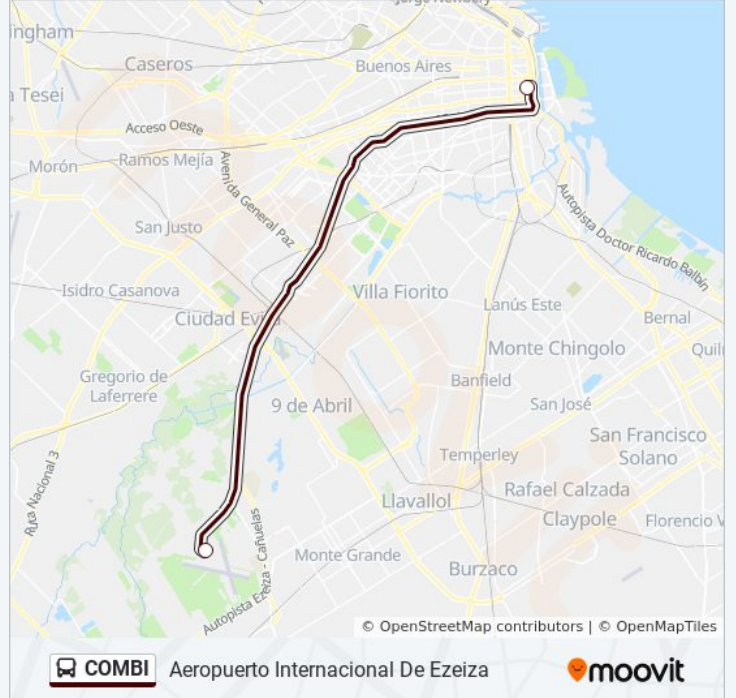 Jorge Newbery
ingham
Caseros
Buenos Aires
a Tesei
Acceso Oeste
Morón
Ramos Mejía
Avenida General Paz
San Justo
Autopista Doctor Ricardo Balbín
Isidro Casanova
Villa Fiorito
Lanús Este
Ciudad Evi
Bernal
Monte Chingolo
Quil
Gregorio de
Laferrere
Banfield
9 de Abril
San José
San Francisco
Solano
Ruta Nacional 3
Temperley
Llavallol
Rafael Calzada
Claypole
Florencio V
Monte Grande
Autopista Ezeiza - Cañuelas
Burzaco
© OpenStreetMap contributors | © OpenMapTiles
COMBI Aeropuerto Internacional De Ezeiza
moovit